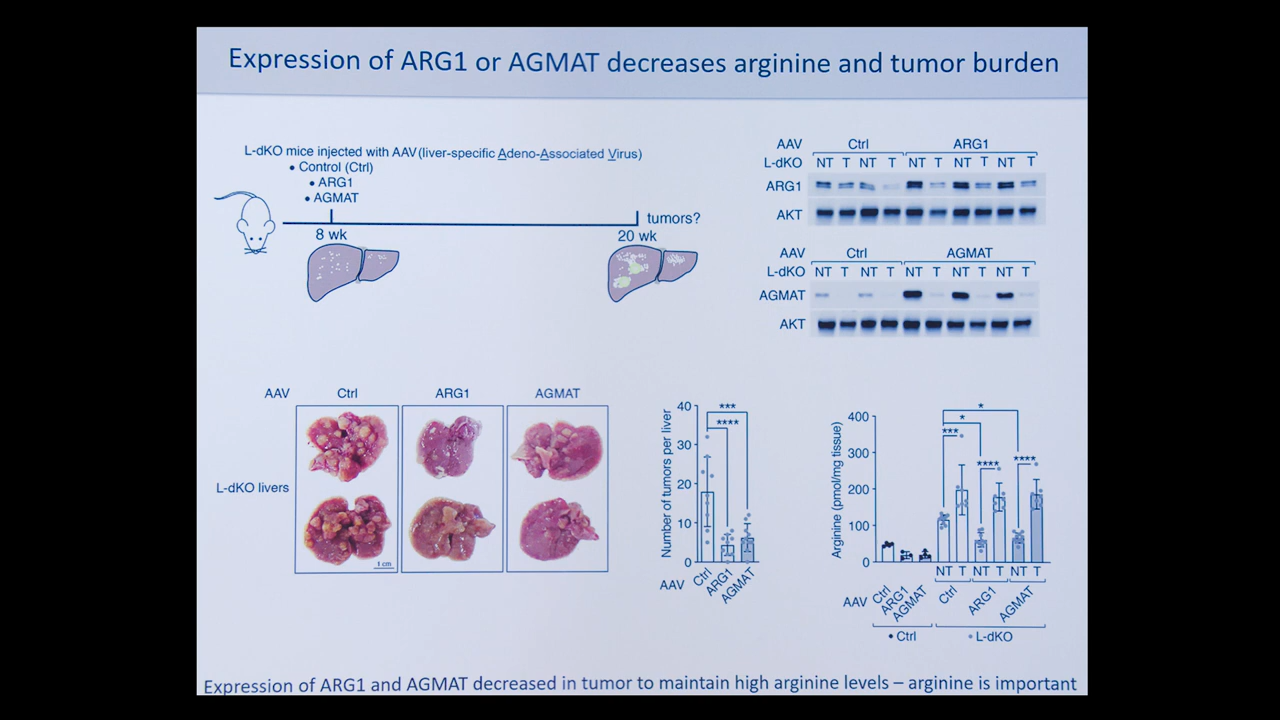 Expression of ARG1 or AGMAT decreases arginine and tumor burden
L-dKO mice injected with AAV (liver-specific Adeno-Associated Virus)
• Control (Ctrl)
• ARG1
• AGMAT
8 wk
20 wk
tumors?
AAV Ctrl ARG1
L-dKO NT T NT T NT T NT T NT T
ARG1
AKT
AAV Ctrl AGMAT
L-dKO NT T NT T NT T NT T NT T
AGMAT
AKT
AAV Ctrl ARG1 AGMAT
L-dKO livers
1 cm
Number of tumors per liver
40
30
20
10
0
***
****
AAV Ctrl ARG1 AGMAT
Arginine (pmol/mg tissue)
400
300
200
100
0
*
*
***
****
****
NT T NT T NT T
AAV Ctrl ARG1 AGMAT Ctrl ARG1 AGMAT
• Ctrl • L-dKO
Expression of ARG1 and AGMAT decreased in tumor to maintain high arginine levels – arginine is important